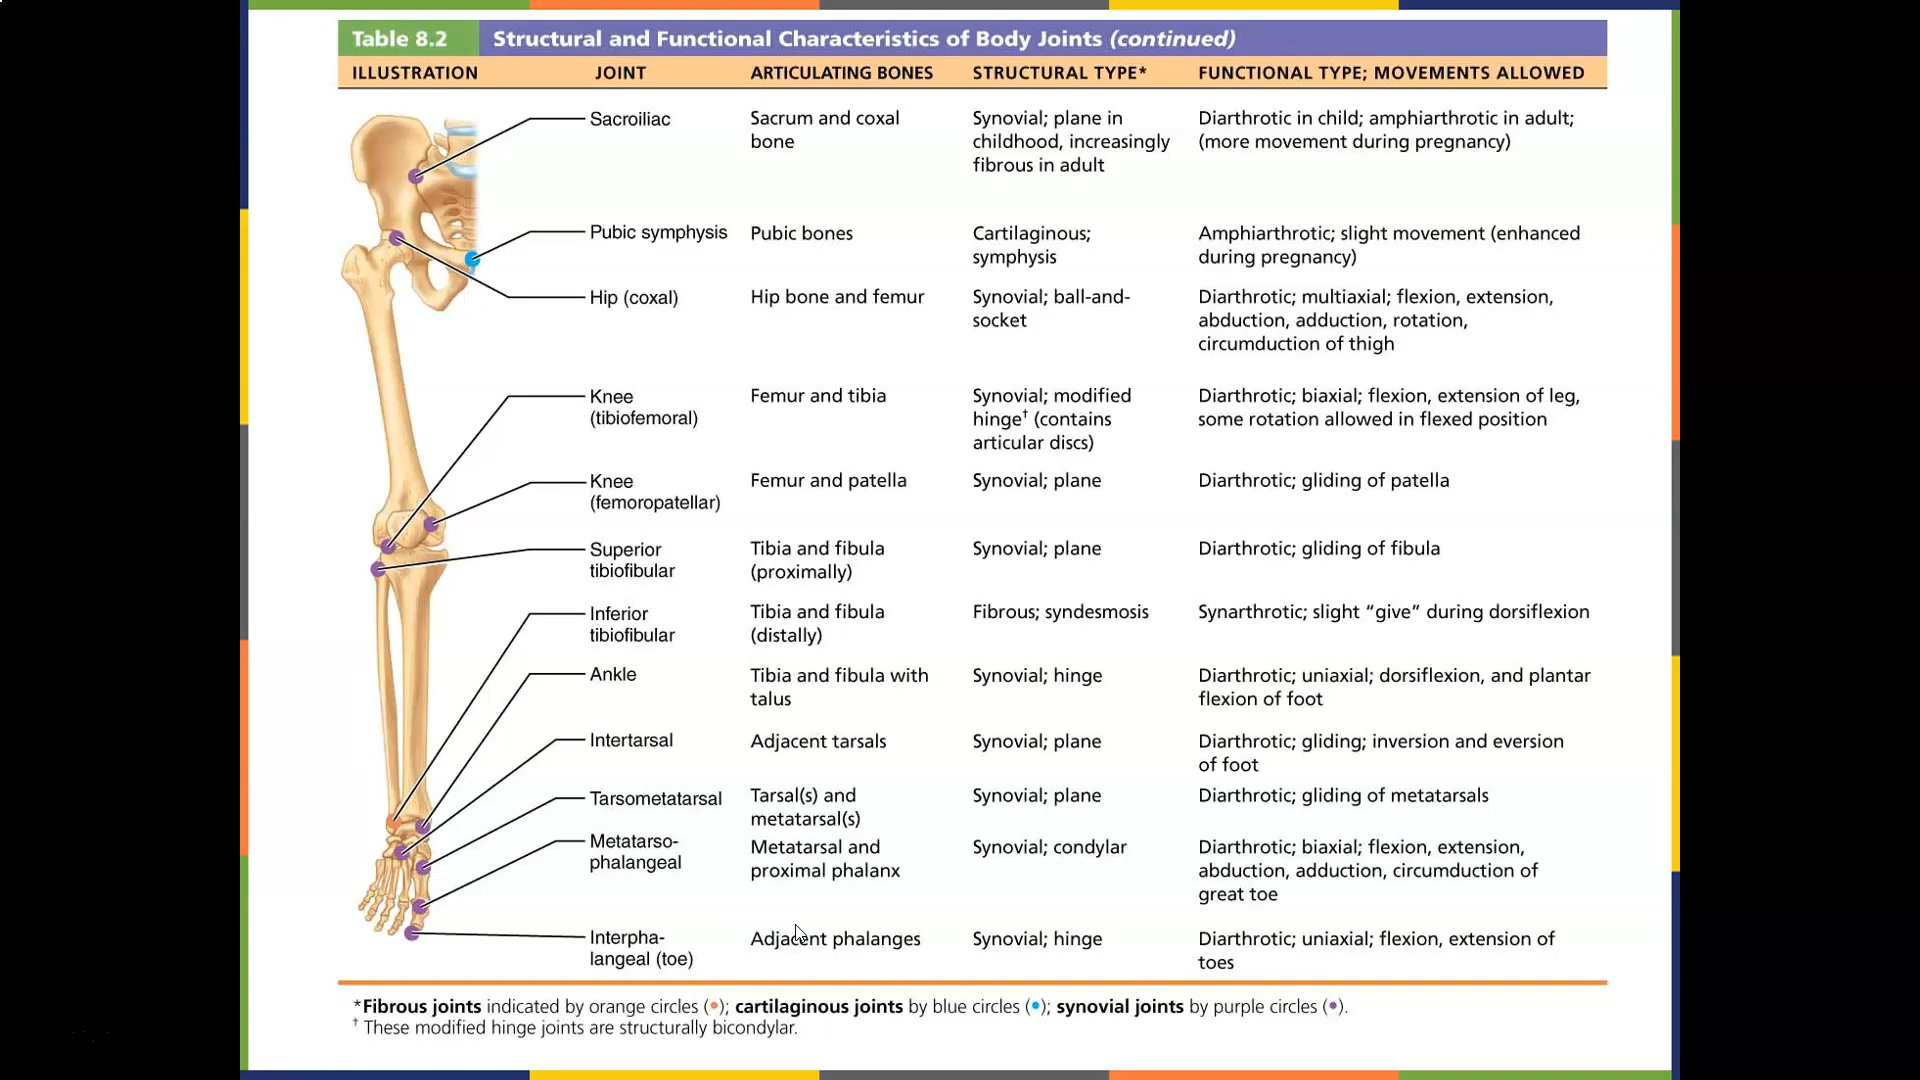 Table 8.2 Structural and Functional Characteristics of Body Joints (continued)
ILLUSTRATION JOINT ARTICULATING BONES STRUCTURAL TYPE* FUNCTIONAL TYPE; MOVEMENTS ALLOWED
Sacroiliac Sacrum and coxal Synovial; plane in Diarthrotic in child; amphiarthrotic in adult;
bone childhood, increasingly (more movement during pregnancy)
fibrous in adult
Pubic symphysis Pubic bones Cartilaginous; Amphiarthrotic; slight movement (enhanced
symphysis during pregnancy)
Hip (coxal) Hip bone and femur Synovial; ball-and- Diarthrotic; multiaxial; flexion, extension,
socket abduction, adduction, rotation,
circumduction of thigh
Knee Femur and tibia Synovial; modified Diarthrotic; biaxial; flexion, extension of leg,
(tibiofemoral) hinge† (contains some rotation allowed in flexed position
articular discs)
Knee Femur and patella Synovial; plane Diarthrotic; gliding of patella
(femoropatellar)
Superior Tibia and fibula Synovial; plane Diarthrotic; gliding of fibula
tibiofibular (proximally)
Inferior Tibia and fibula Fibrous; syndesmosis Synarthrotic; slight “give” during dorsiflexion
tibiofibular (distally)
Ankle Tibia and fibula with Synovial; hinge Diarthrotic; uniaxial; dorsiflexion, and plantar
talus flexion of foot
Intertarsal Adjacent tarsals Synovial; plane Diarthrotic; gliding; inversion and eversion
of foot
Tarsometatarsal Tarsal(s) and Synovial; plane Diarthrotic; gliding of metatarsals
metatarsal(s)
Metatarso- Metatarsal and Synovial; condylar Diarthrotic; biaxial; flexion, extension,
phalangeal proximal phalanx abduction, adduction, circumduction of
great toe
Interpha- Adjacent phalanges Synovial; hinge Diarthrotic; uniaxial; flexion, extension of
langeal (toe) toes
*Fibrous joints indicated by orange circles (•); cartilaginous joints by blue circles (•); synovial joints by purple circles (•).
† These modified hinge joints are structurally bicondylar.